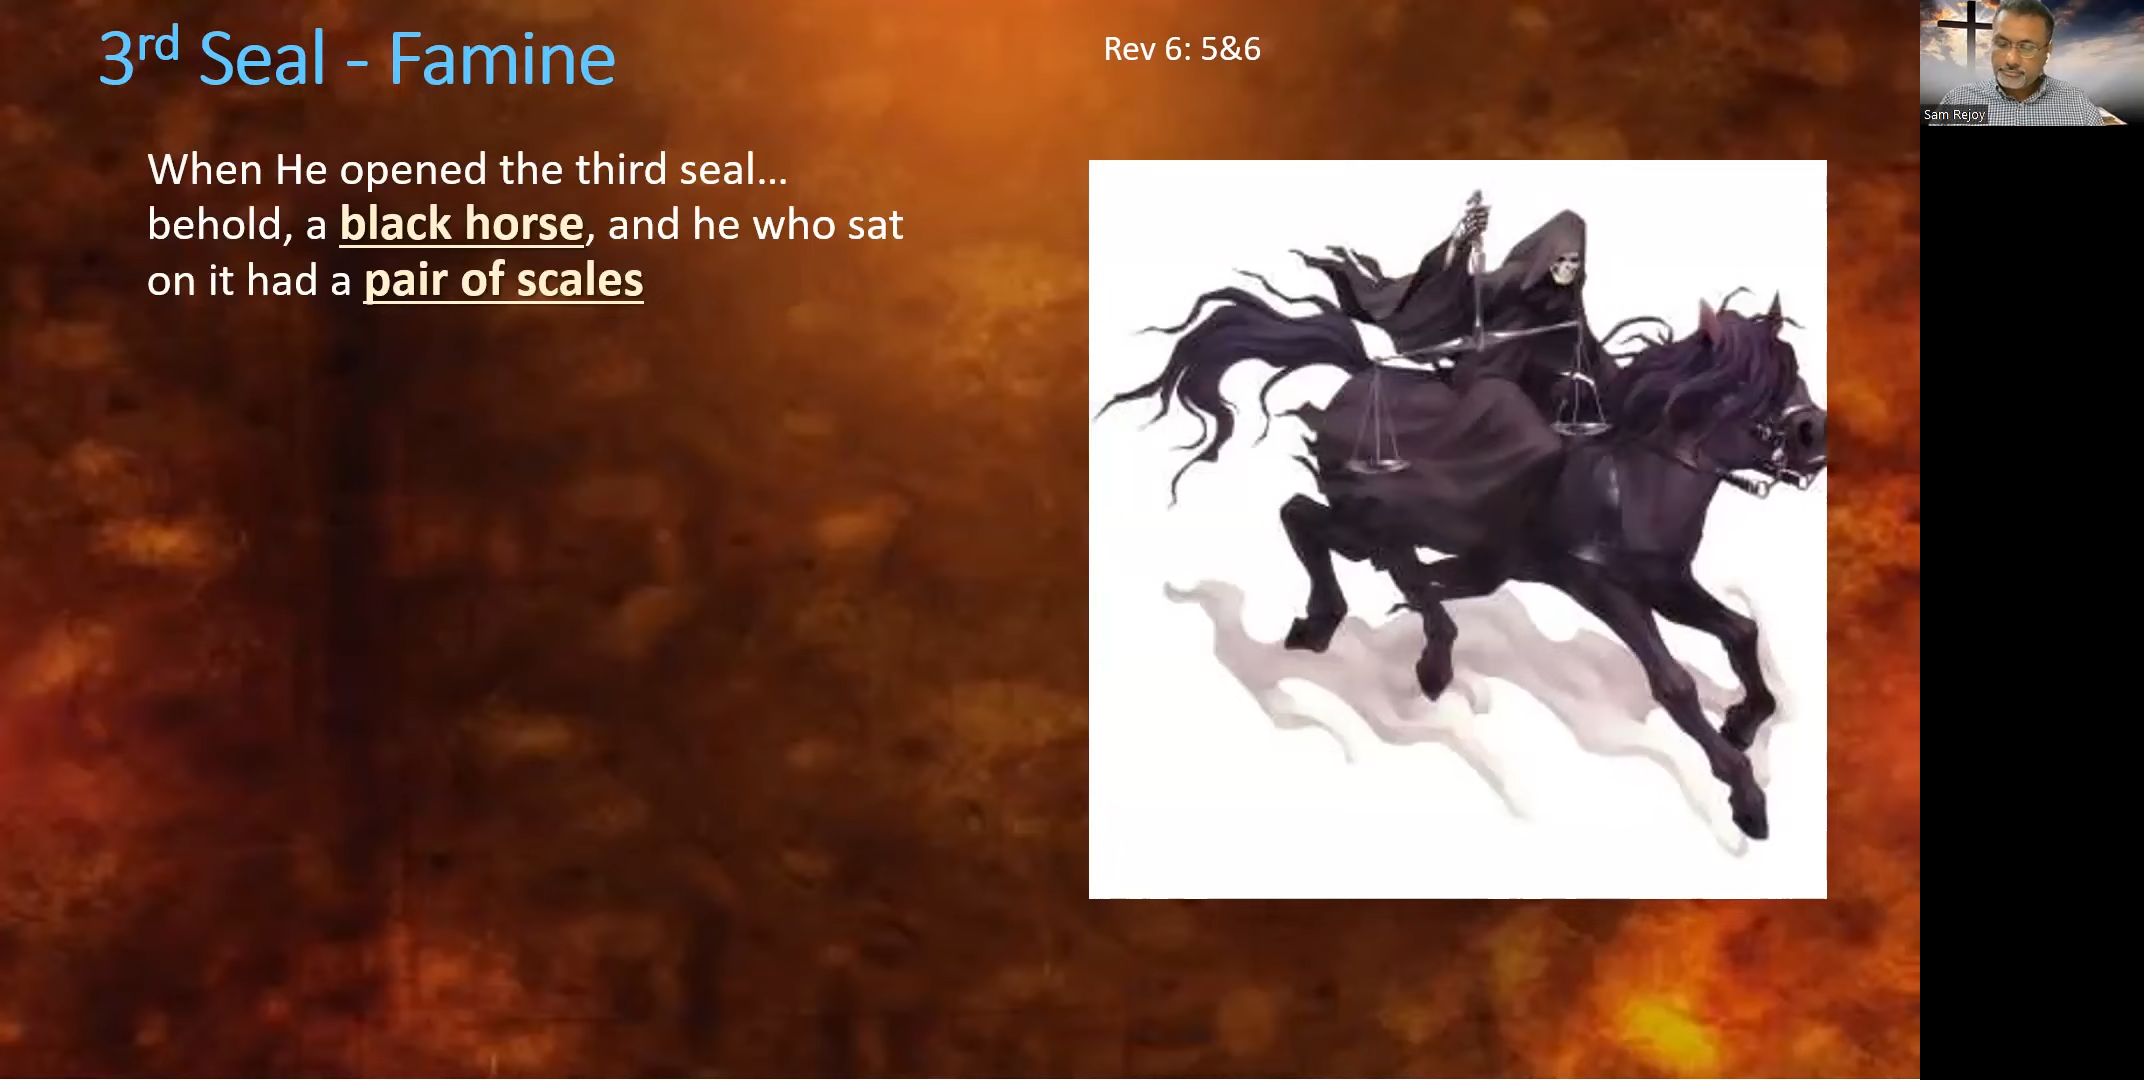 3rd Seal - Famine
Rev 6: 5&6
Sam Rejoy
When He opened the third seal…
behold, a black horse, and he who sat
on it had a pair of scales